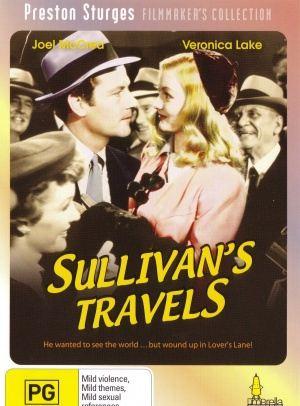 Preston Sturges FILMMAKER'S COLLECTION
Joel McCrea Veronica Lake
SULLIVAN'S
TRAVELS
He wanted to see the world ...but wound up in Lover's Lane!
PG
Mild violence,
Mild themes,
Mild sexual
references
umbrella